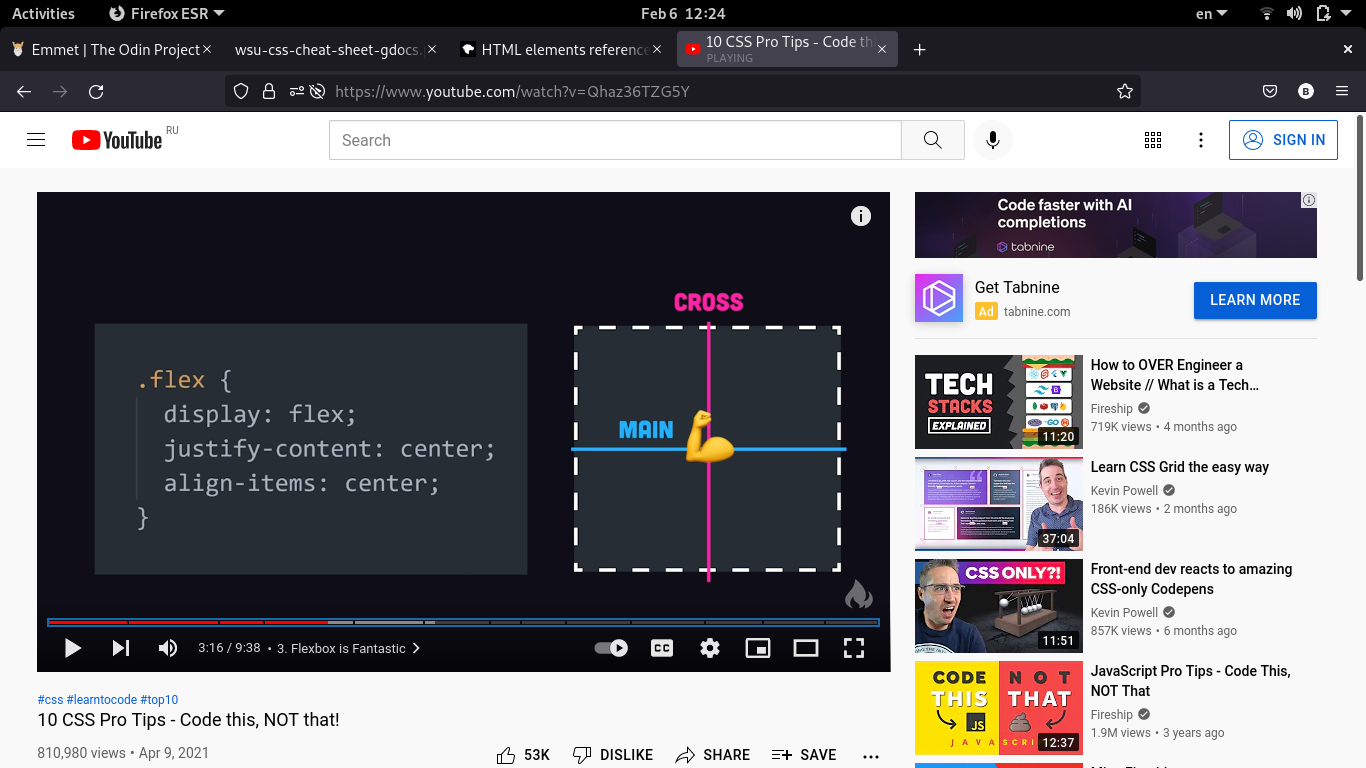 Activities
Firefox ESR
Feb 6 12:24
en
Emmet | The Odin Project
wsu-css-cheat-sheet-gdocs.
HTML elements reference
10 CSS Pro Tips - Code th
PLAYING
https://www.youtube.com/watch?v=Qhaz36TZG5Y
B
YouTube RU
Search
SIGN IN
CROSS
MAIN
.flex {
display: flex;
justify-content: center;
align-items: center;
}
3:16 / 9:38 • 3. Flexbox is Fantastic
CC
#css #learntocode #top10
10 CSS Pro Tips - Code this, NOT that!
810,980 views • Apr 9, 2021
53K
DISLIKE
SHARE
SAVE
Code faster with AI
completions
tabnine
Get Tabnine
Ad tabnine.com
LEARN MORE
TECH
STACKS
EXPLAINED
11:20
How to OVER Engineer a
Website // What is a Tech…
Fireship
719K views • 4 months ago
37:04
Learn CSS Grid the easy way
Kevin Powell
186K views • 2 months ago
CSS ONLY?!
11:51
Front-end dev reacts to amazing
CSS-only Codepens
Kevin Powell
857K views • 6 months ago
CODE NOT
THIS THAT
JS
JAVASCRI
12:37
JavaScript Pro Tips - Code This,
NOT That
Fireship
1.9M views • 3 years ago